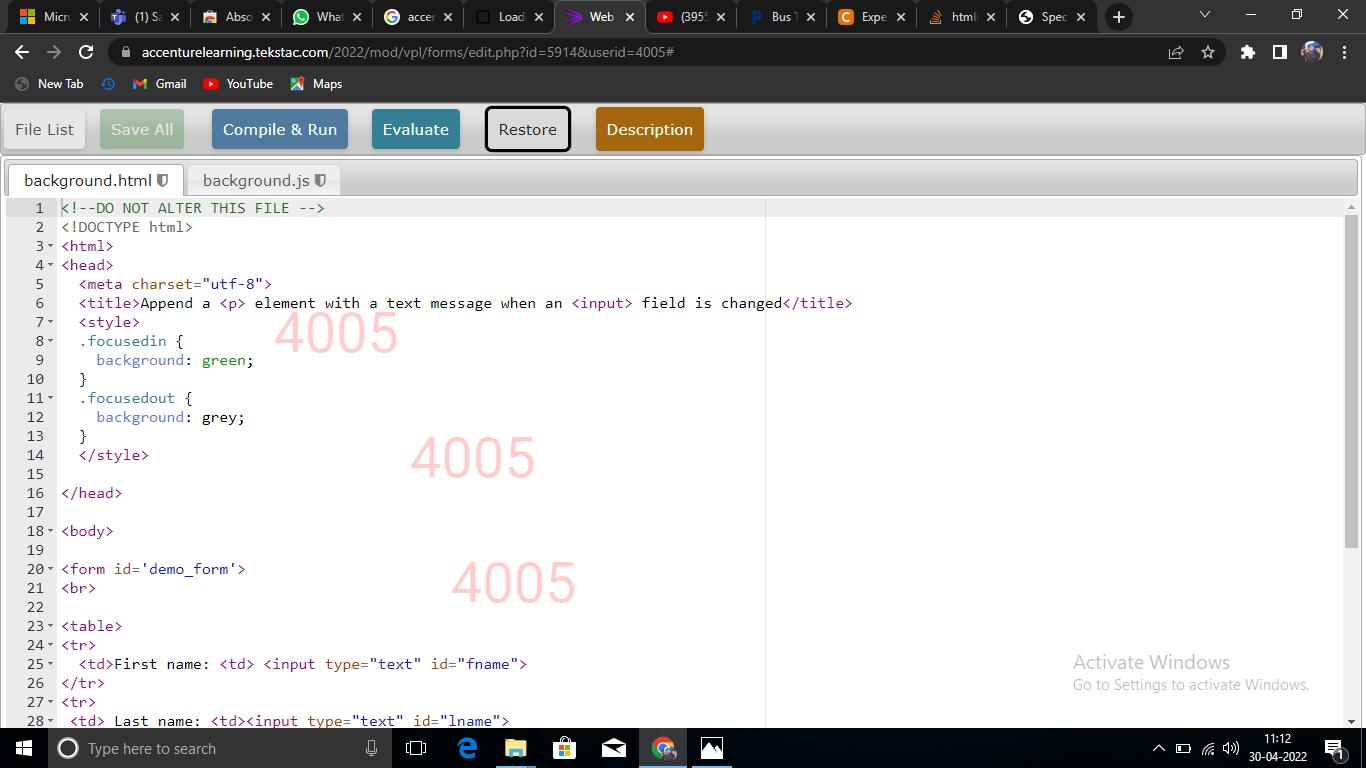 Micr
(1) Sa
Abso
What
accer
Loadi
Web
(395
Bus T
Expe
html
Spec
accenturelearning.tekstac.com/2022/mod/vpl/forms/edit.php?id=5914&userid=4005#
New Tab
Gmail
YouTube
Maps
File List
Save All
Compile & Run
Evaluate
Restore
Description
background.html
background.js
1 <!--DO NOT ALTER THIS FILE -->
2 <!DOCTYPE html>
3 <html>
4 <head>
5 <meta charset="utf-8">
6 <title>Append a <p> element with a text message when an <input> field is changed</title>
7 <style>
8 .focusedin {
9 background: green;
10 }
11 .focusedout {
12 background: grey;
13 }
14 </style>
15
16 </head>
17
18 <body>
19
20 <form id='demo_form'>
21 <br>
22
23 <table>
24 <tr>
25 <td>First name: <td> <input type="text" id="fname">
26 </tr>
27 <tr>
28 <td> Last name: <td><input type="text" id="lname">
4005
4005
4005
Activate Windows
Go to Settings to activate Windows.
Type here to search
11:12
30-04-2022
1